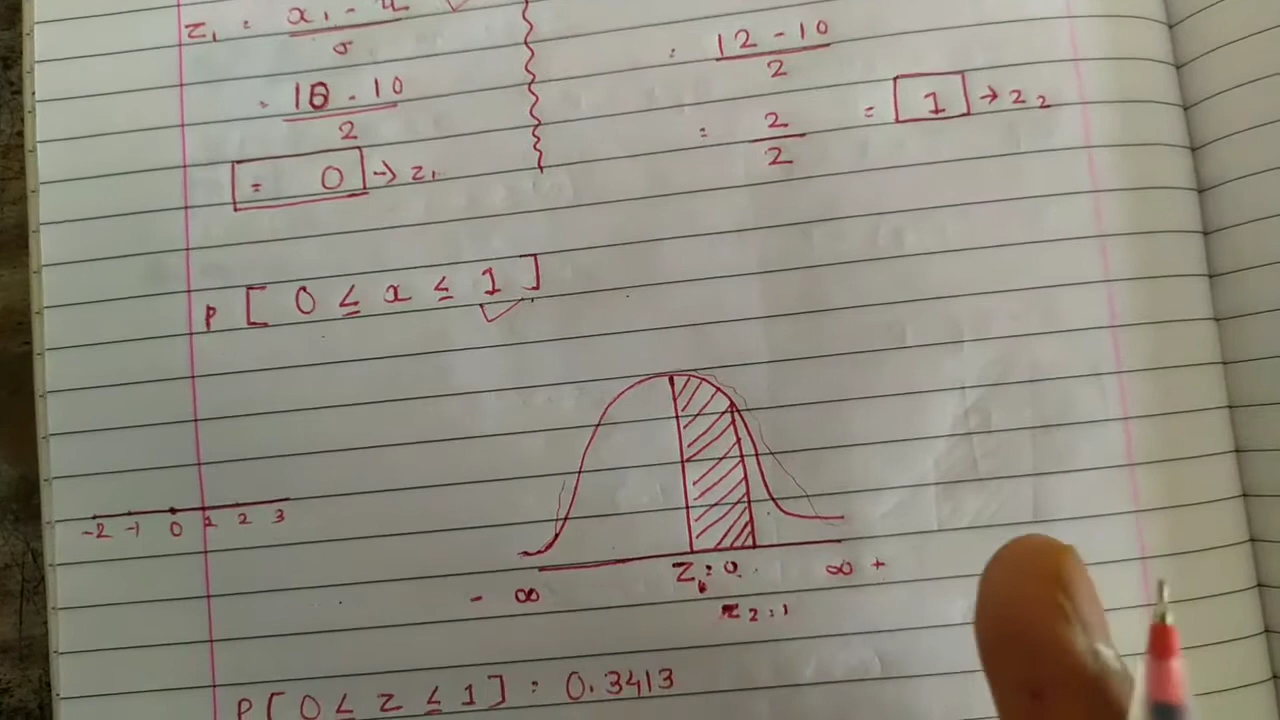 z₁ = x₁ - μ / σ
= 10 - 10 / 2
= 0 → z₁
= 12 - 10 / 2
= 2 / 2 = 1 → z₂
P [ 0 ≤ x ≤ 1 ]
-2 -1 0 1 2 3
- ∞ z₁ = 0 ∞ +
z₂ = 1
P [ 0 ≤ z ≤ 1 ] = 0.3413